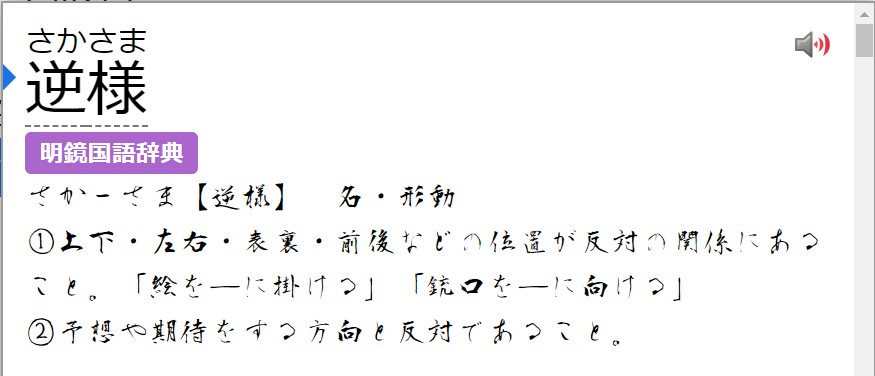 さかさま
逆様
明鏡国語辞典
さかーさま【逆様】 名・形動
①上下・左右・表裏・前後などの位置が反対の関係にある
こと。「絵を―に掛ける」「銃口を―に向ける」
②予想や期待をする方向と反対であること。